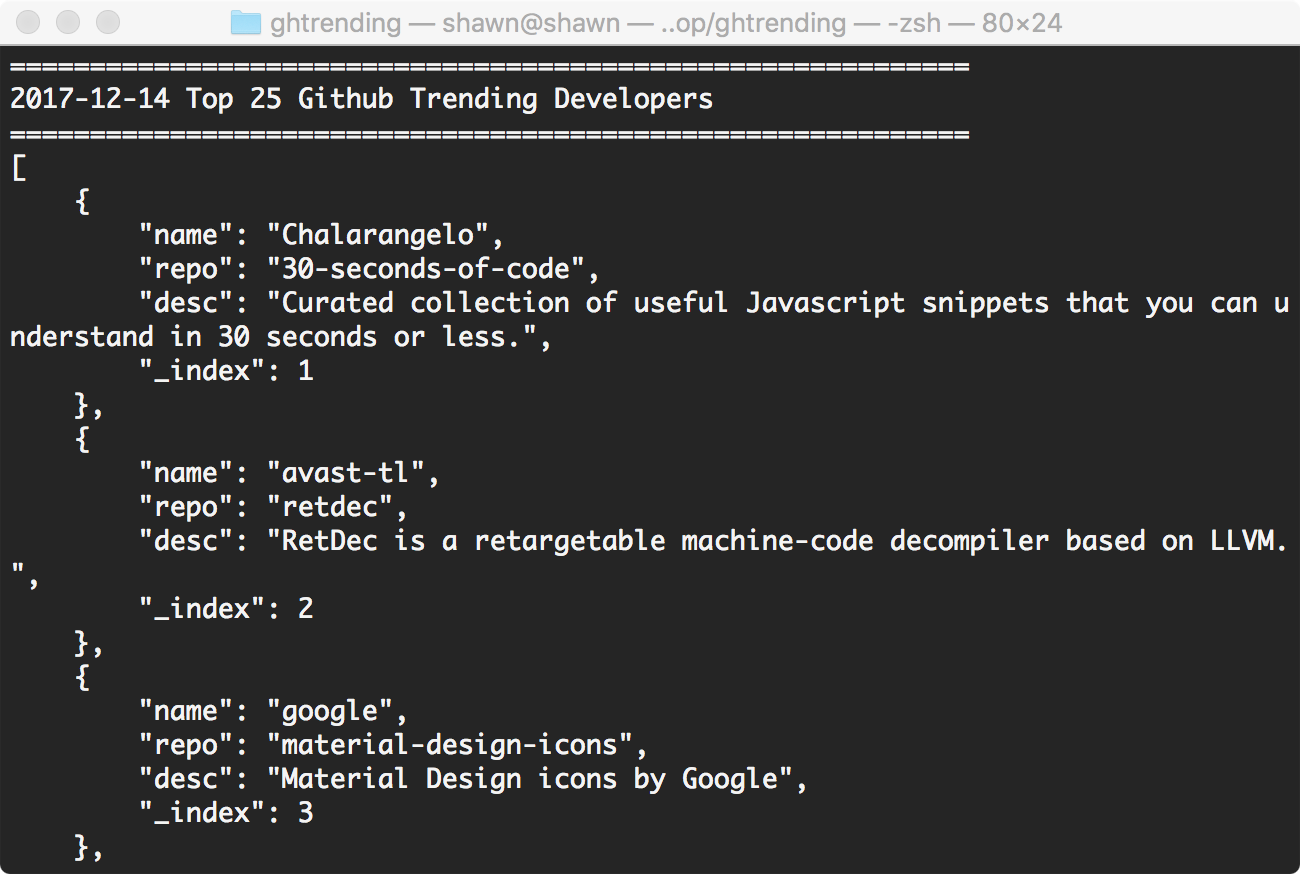 ghtrending — shawn@shawn — ..op/ghtrending — -zsh — 80×24
============================================================
2017-12-14 Top 25 Github Trending Developers
============================================================
[
    {
        "name": "Chalarangelo",
        "repo": "30-seconds-of-code",
        "desc": "Curated collection of useful Javascript snippets that you can u
nderstand in 30 seconds or less.",
        "_index": 1
    },
    {
        "name": "avast-tl",
        "repo": "retdec",
        "desc": "RetDec is a retargetable machine-code decompiler based on LLVM.
",
        "_index": 2
    },
    {
        "name": "google",
        "repo": "material-design-icons",
        "desc": "Material Design icons by Google",
        "_index": 3
    },